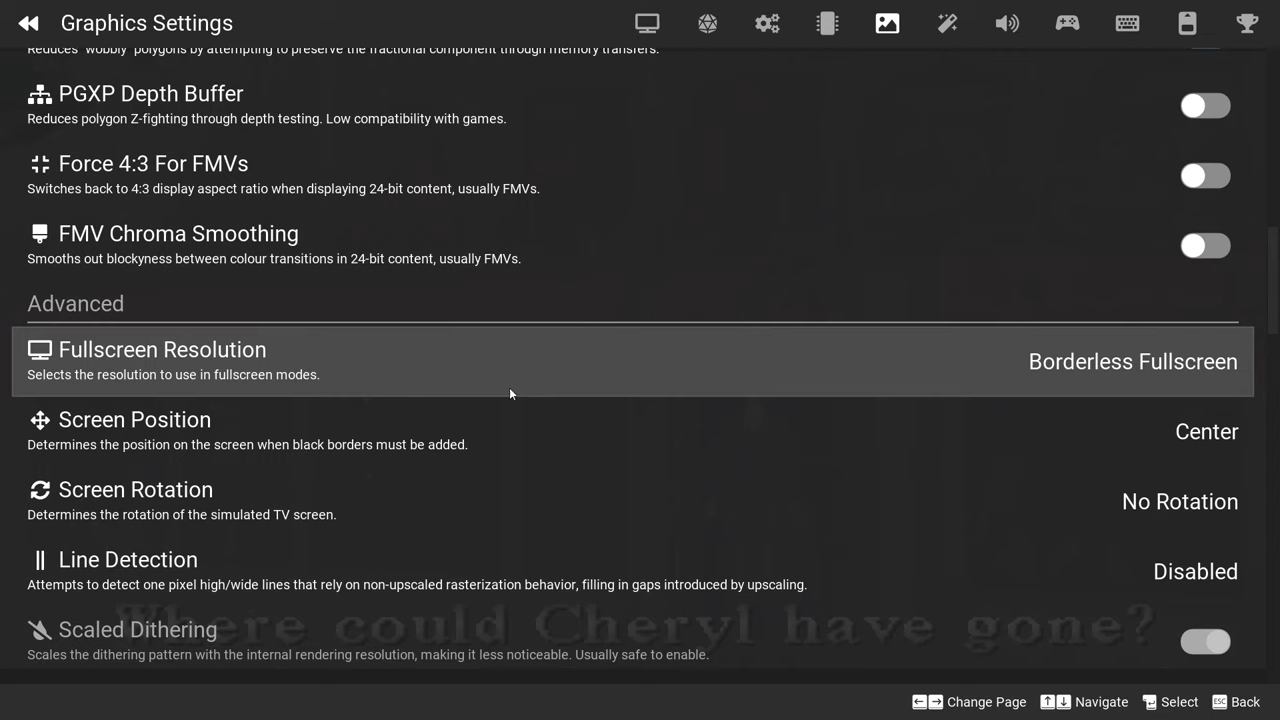 Graphics Settings
Reduces "wobbly" polygons by attempting to preserve the fractional component through memory transfers.
PGXP Depth Buffer
Reduces polygon Z-fighting through depth testing. Low compatibility with games.
Force 4:3 For FMVs
Switches back to 4:3 display aspect ratio when displaying 24-bit content, usually FMVs.
FMV Chroma Smoothing
Smooths out blockyness between colour transitions in 24-bit content, usually FMVs.
Advanced
Fullscreen Resolution
Borderless Fullscreen
Selects the resolution to use in fullscreen modes.
Screen Position
Center
Determines the position on the screen when black borders must be added.
Screen Rotation
No Rotation
Determines the rotation of the simulated TV screen.
Line Detection
Disabled
Attempts to detect one pixel high/wide lines that rely on non-upscaled rasterization behavior, filling in gaps introduced by upscaling.
Where could Cheryl have gone?
Scaled Dithering
Scales the dithering pattern with the internal rendering resolution, making it less noticeable. Usually safe to enable.
Change Page Navigate Select ESC Back